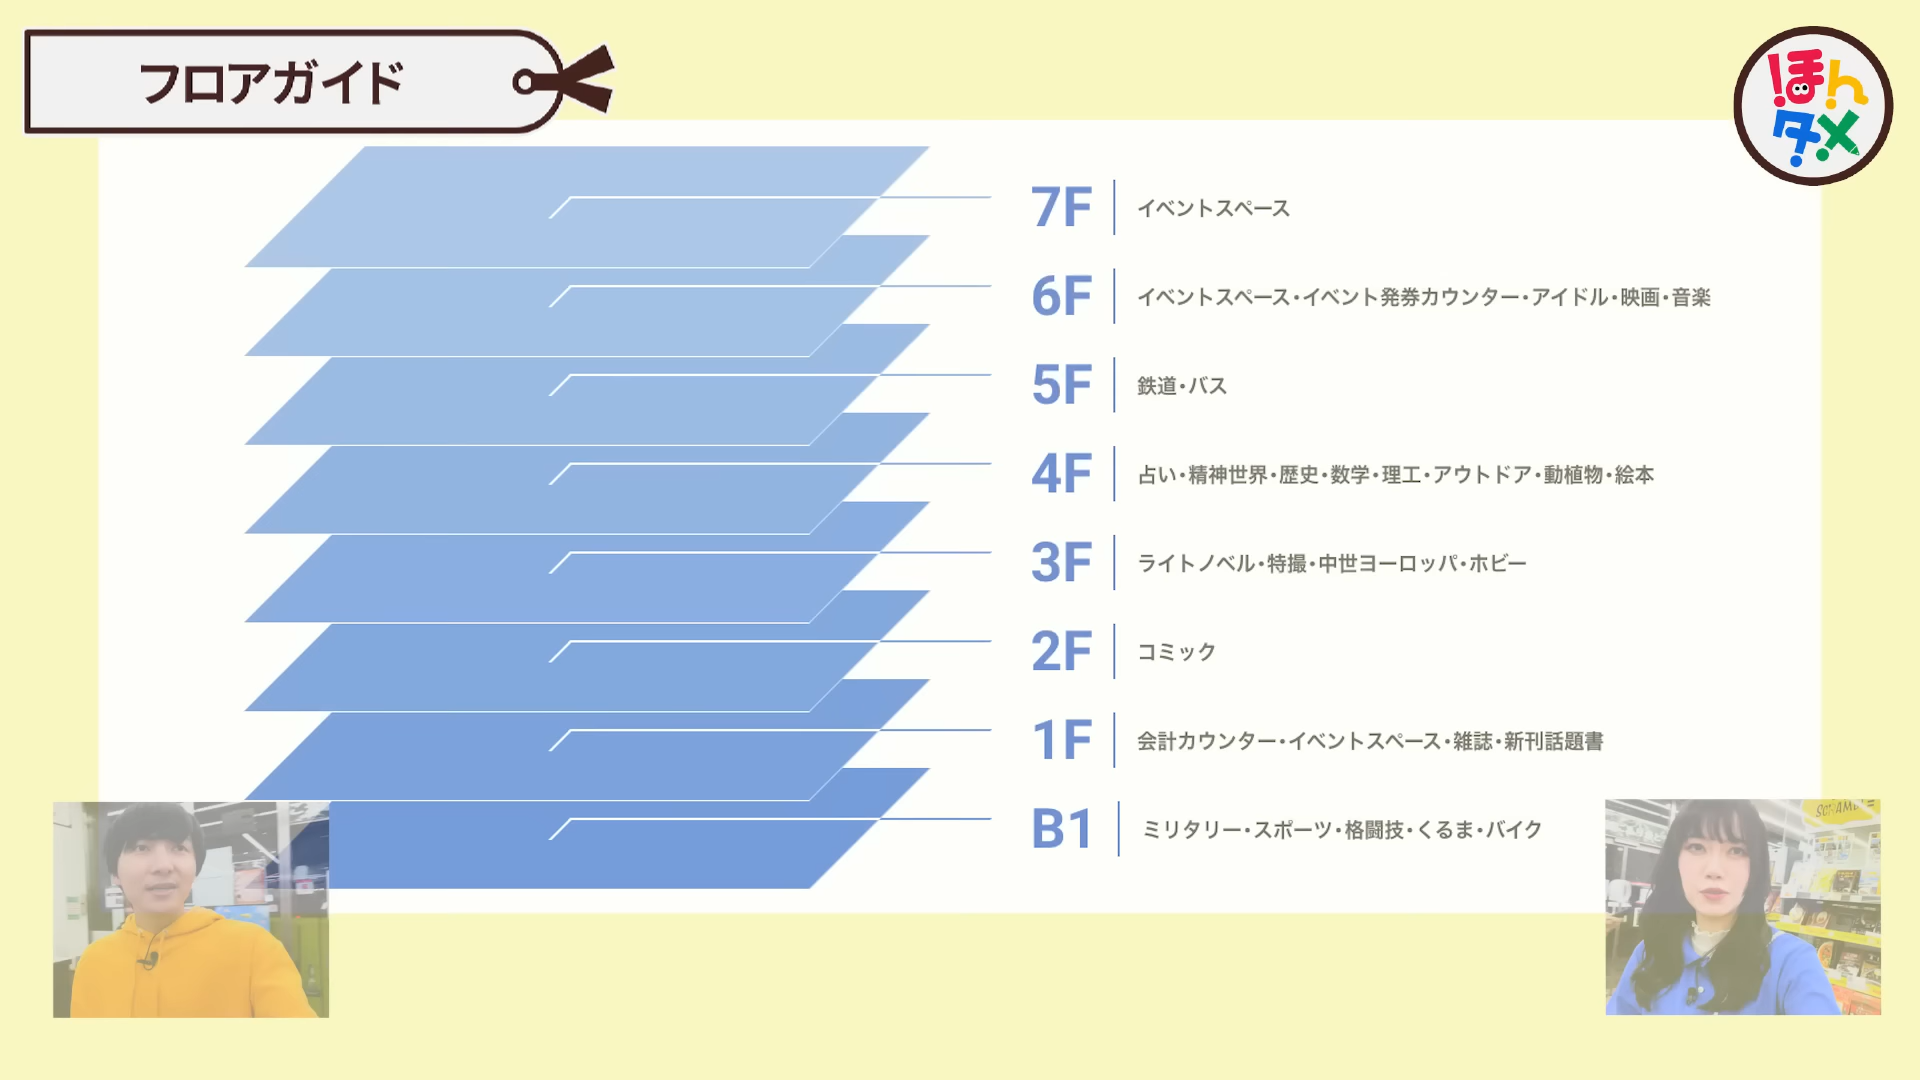 フロアガイド
ほん
タメ
7F イベントスペース
6F イベントスペース・イベント発券カウンター・アイドル・映画・音楽
5F 鉄道・バス
4F 占い・精神世界・歴史・数学・理工・アウトドア・動植物・絵本
3F ライトノベル・特撮・中世ヨーロッパ・ホビー
2F コミック
1F 会計カウンター・イベントスペース・雑誌・新刊話題書
B1 ミリタリー・スポーツ・格闘技・くるま・バイク